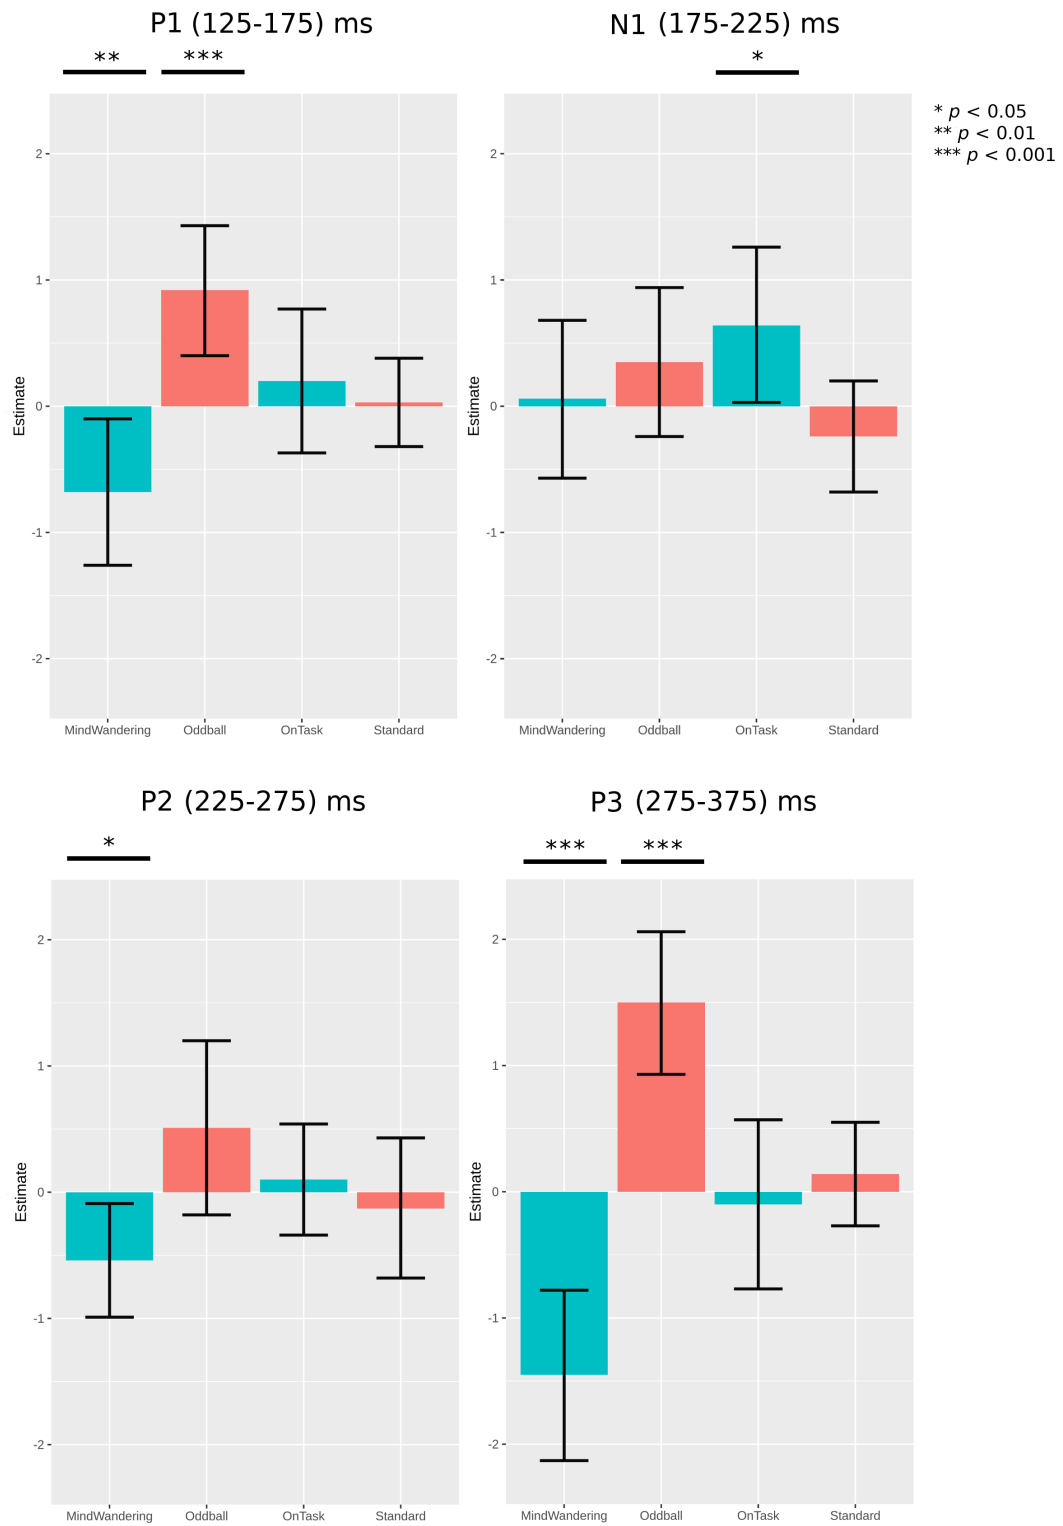 P1 (125-175) ms
** ***
2
1
0
-1
-2
Estimate
MindWandering Oddball OnTask Standard
N1 (175-225) ms
*
2
1
0
-1
-2
Estimate
MindWandering Oddball OnTask Standard
* p < 0.05
** p < 0.01
*** p < 0.001
P2 (225-275) ms
*
2
1
0
-1
-2
Estimate
MindWandering Oddball OnTask Standard
P3 (275-375) ms
*** ***
2
1
0
-1
-2
Estimate
MindWandering Oddball OnTask Standard